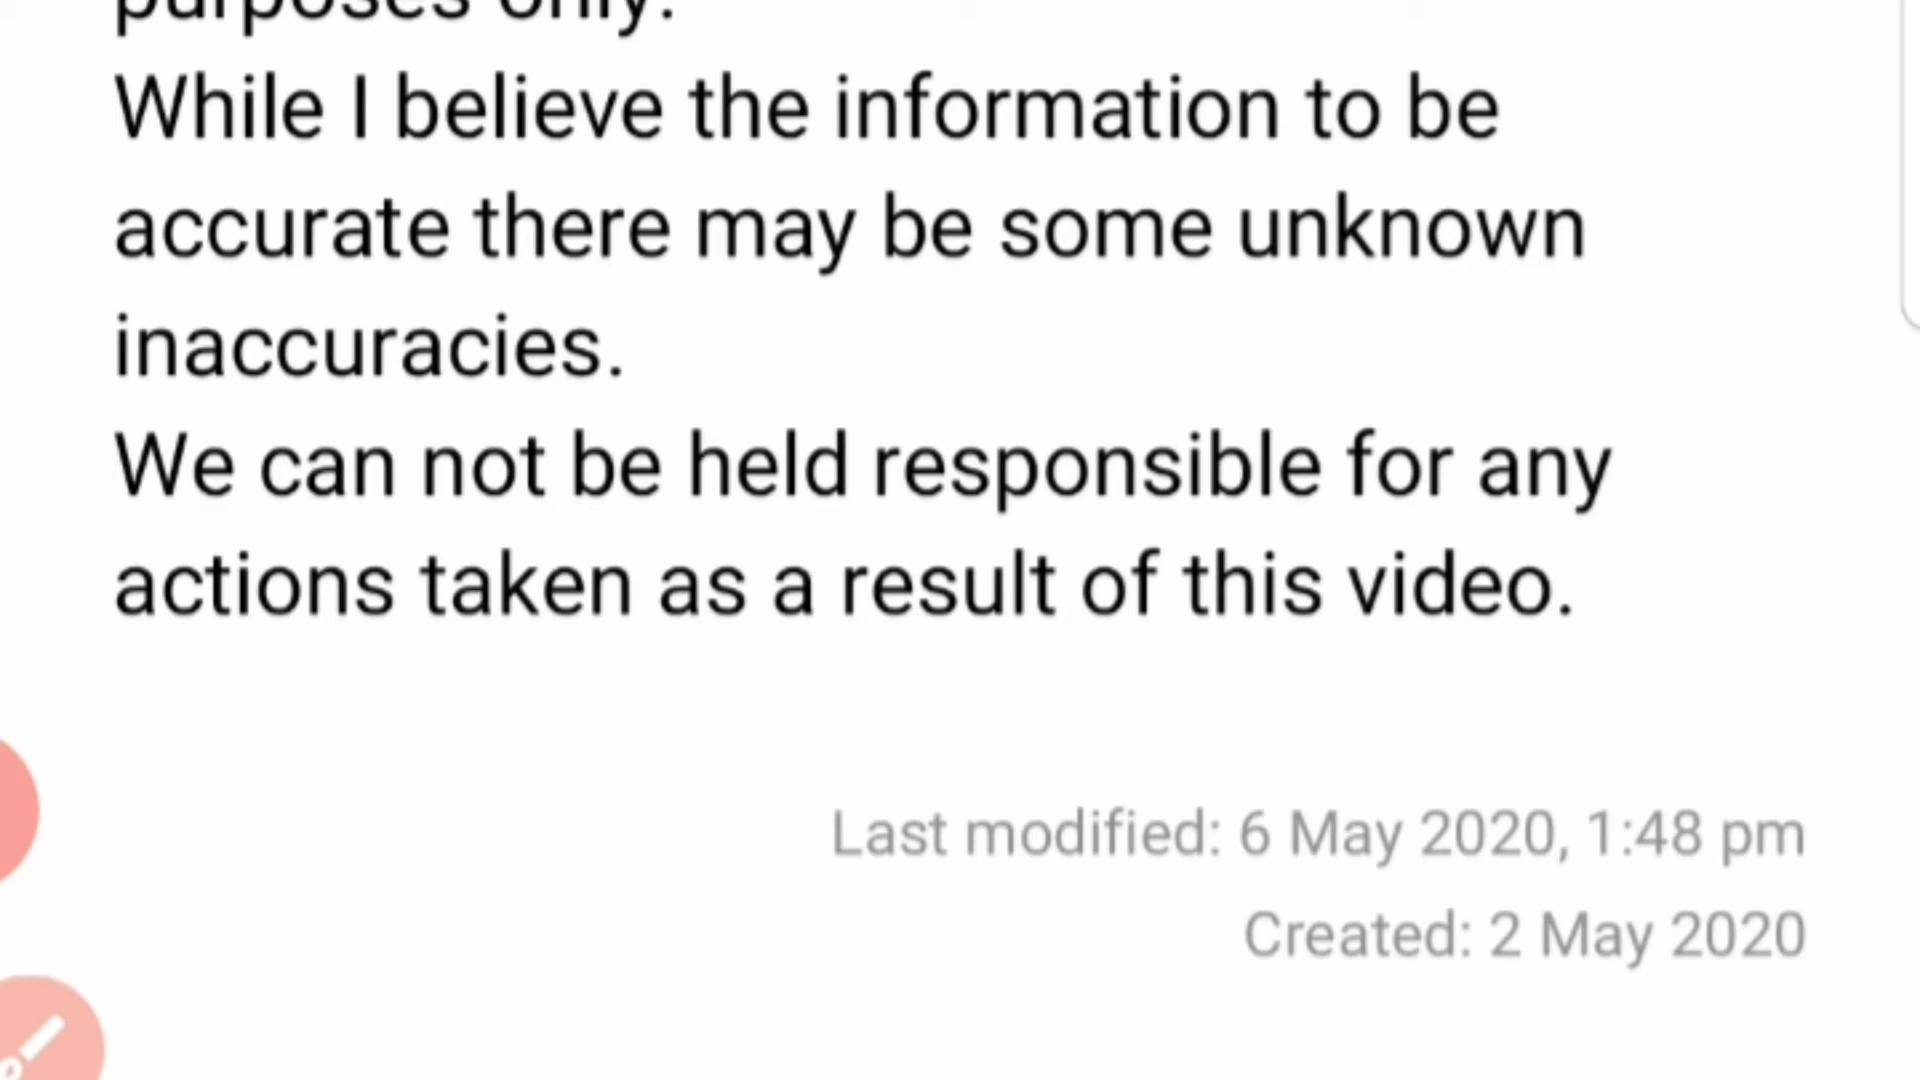 purposes only.
While I believe the information to be
accurate there may be some unknown
inaccuracies.
We can not be held responsible for any
actions taken as a result of this video.
Last modified: 6 May 2020, 1:48 pm
Created: 2 May 2020